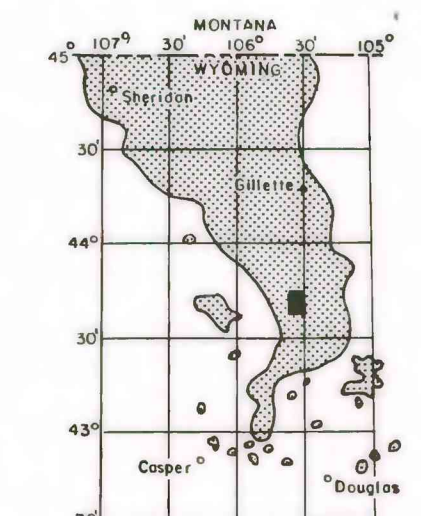 MONTANA
45° 107° 30' 106° 30' 105°
WYOMING
Sheridan
30'
Gillette
44°
30'
43°
Casper
Douglas